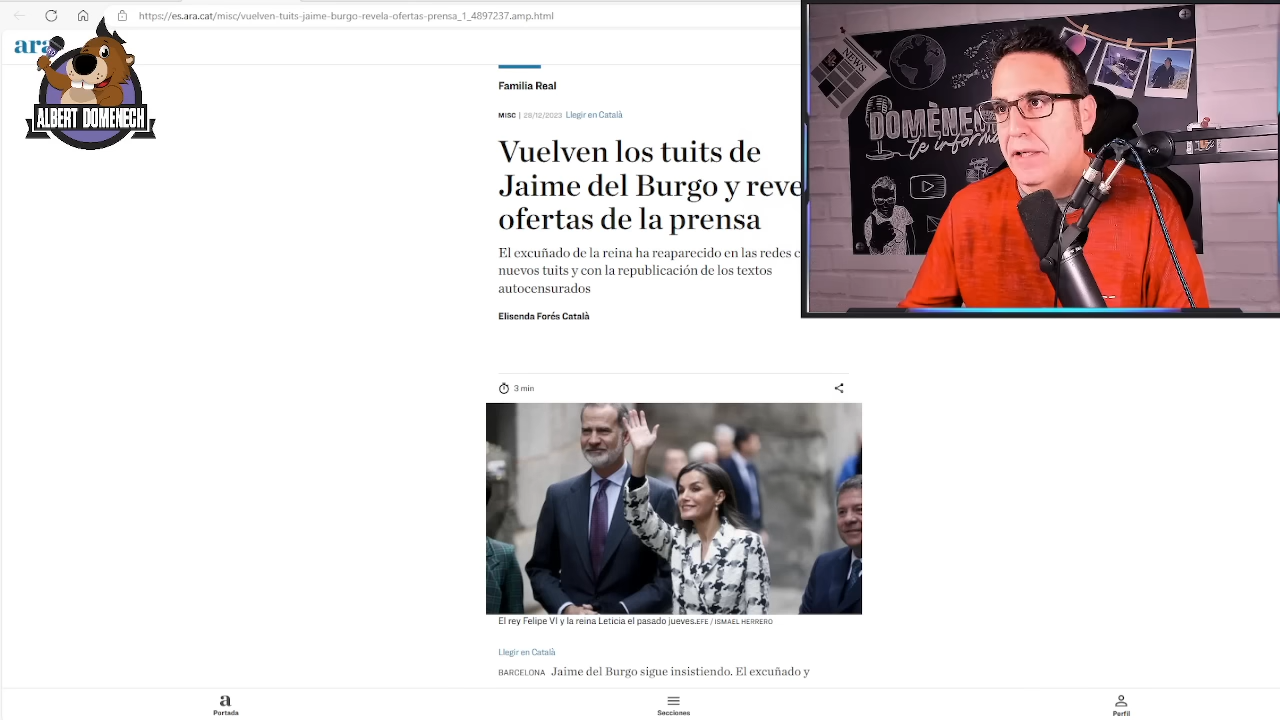 https://es.ara.cat/misc/vuelven-tuits-jaime-burgo-revela-ofertas-prensa_1_4897237.amp.html
ara
ALBERT DOMENECH
NEWS
DOMÈNE
te informa
Familia Real
MISC | 28/12/2023 Llegir en Català
Vuelven los tuits de
Jaime del Burgo y reve
ofertas de la prensa
El excuñado de la reina ha reaparecido en las redes c
nuevos tuits y con la republicación de los textos
autocensurados
Elisenda Forés Català
3 min
El rey Felipe VI y la reina Leticia el pasado jueves.EFE / ISMAEL HERRERO
Llegir en Català
BARCELONA Jaime del Burgo sigue insistiendo. El excuñado y
a
Portada
Secciones
Perfil